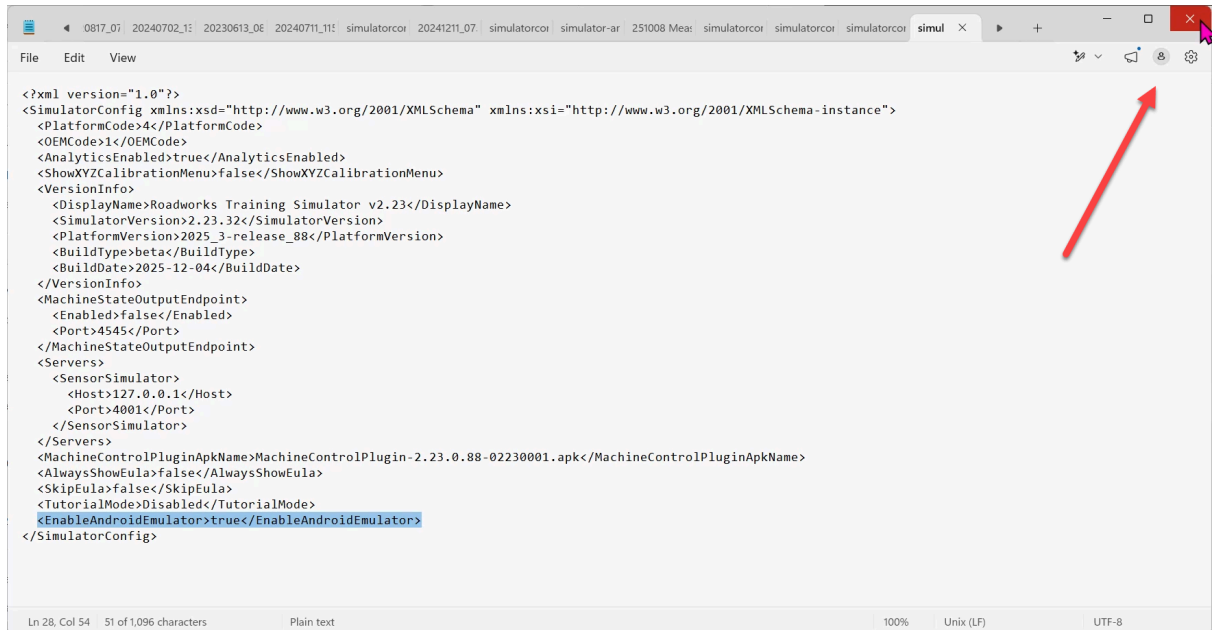 0817_07 20240702_13 20230613_08 20240711_115 simulatorcor 20241211_07. simulatorcor simulator-ar 251008 Mea: simulatorcor simulatorcor simulatorcor simul
File Edit View
<?xml version="1.0"?>
<SimulatorConfig xmlns:xsd="http://www.w3.org/2001/XMLSchema" xmlns:xsi="http://www.w3.org/2001/XMLSchema-instance">
<PlatformCode>4</PlatformCode>
<OEMCode>1</OEMCode>
<AnalyticsEnabled>true</AnalyticsEnabled>
<ShowXYZCalibrationMenu>false</ShowXYZCalibrationMenu>
<VersionInfo>
<DisplayName>Roadworks Training Simulator v2.23</DisplayName>
<SimulatorVersion>2.23.32</SimulatorVersion>
<PlatformVersion>2025_3-release_88</PlatformVersion>
<BuildType>beta</BuildType>
<BuildDate>2025-12-04</BuildDate>
</VersionInfo>
<MachineStateOutputEndpoint>
<Enabled>false</Enabled>
<Port>4545</Port>
</MachineStateOutputEndpoint>
<Servers>
<SensorSimulator>
<Host>127.0.0.1</Host>
<Port>4001</Port>
</SensorSimulator>
</Servers>
<MachineControlPluginApkName>MachineControlPlugin-2.23.0.88-02230001.apk</MachineControlPluginApkName>
<AlwaysShowEula>false</AlwaysShowEula>
<SkipEula>false</SkipEula>
<TutorialMode>Disabled</TutorialMode>
<EnableAndroidEmulator>true</EnableAndroidEmulator>
</SimulatorConfig>
Ln 28, Col 54 51 of 1,096 characters Plain text 100% Unix (LF) UTF-8